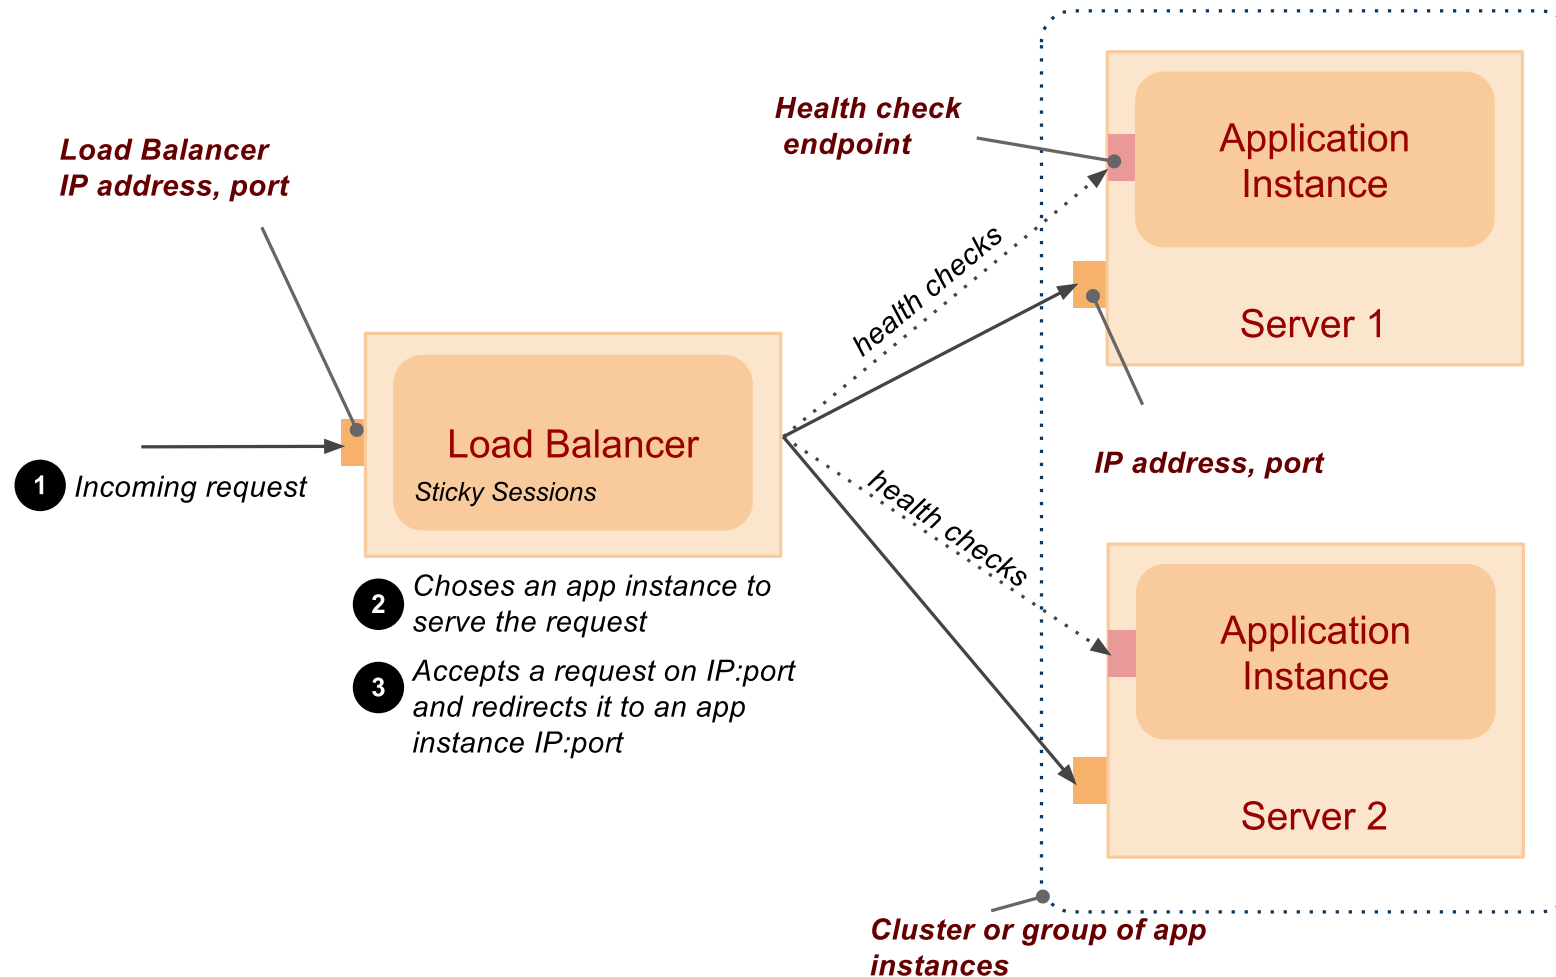 Load Balancer
IP address, port
1
Incoming request
Load Balancer
Sticky Sessions
2
Choses an app instance to
serve the request
3
Accepts a request on IP:port
and redirects it to an app
instance IP:port
health checks
health checks
Health check
endpoint
Application
Instance
Server 1
IP address, port
Application
Instance
Server 2
Cluster or group of app
instances